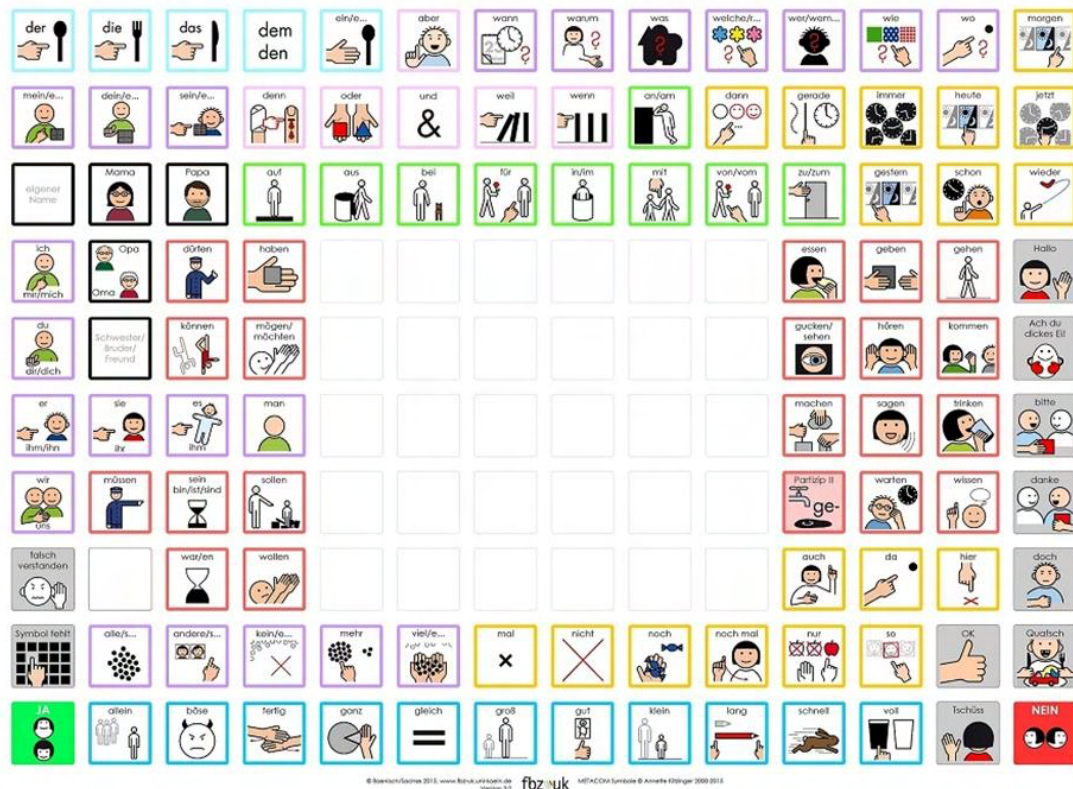 der die das dem ein/e... aber wann warum was welche/r... wer/wem... wie wo morgen
den
mein/e... dein/e... sein/e... denn oder und weil wenn an/am dann gerade immer heute jetzt
&
eigener Mama Papa auf aus bei für in/im mit von/vom zu/zum gestern schon wieder
Name
ich Opa dürfen haben essen geben gehen Hallo
mir/mich Oma
du Schwester/ können mögen/ gucken/ hören kommen Ach du
Bruder/ möchten sehen dickes Ei!
dir/dich Freund
er sie es man machen sagen trinken bitte
ihm/ihn ihr ihm
wir müssen sein sollen Partizip II warten wissen danke
bin/ist/sind ge-
uns
falsch war/en wollen auch da hier doch
verstanden
Symbol fehlt alle/s... andere/s... kein/e... mehr viel/e... mal nicht noch noch mal nur so OK Quatsch
JA allein böse fertig ganz gleich groß gut klein lang schnell voll Tschüss NEIN
fbz uk METACOM Symbole © Annette Kitzinger 2000-2015